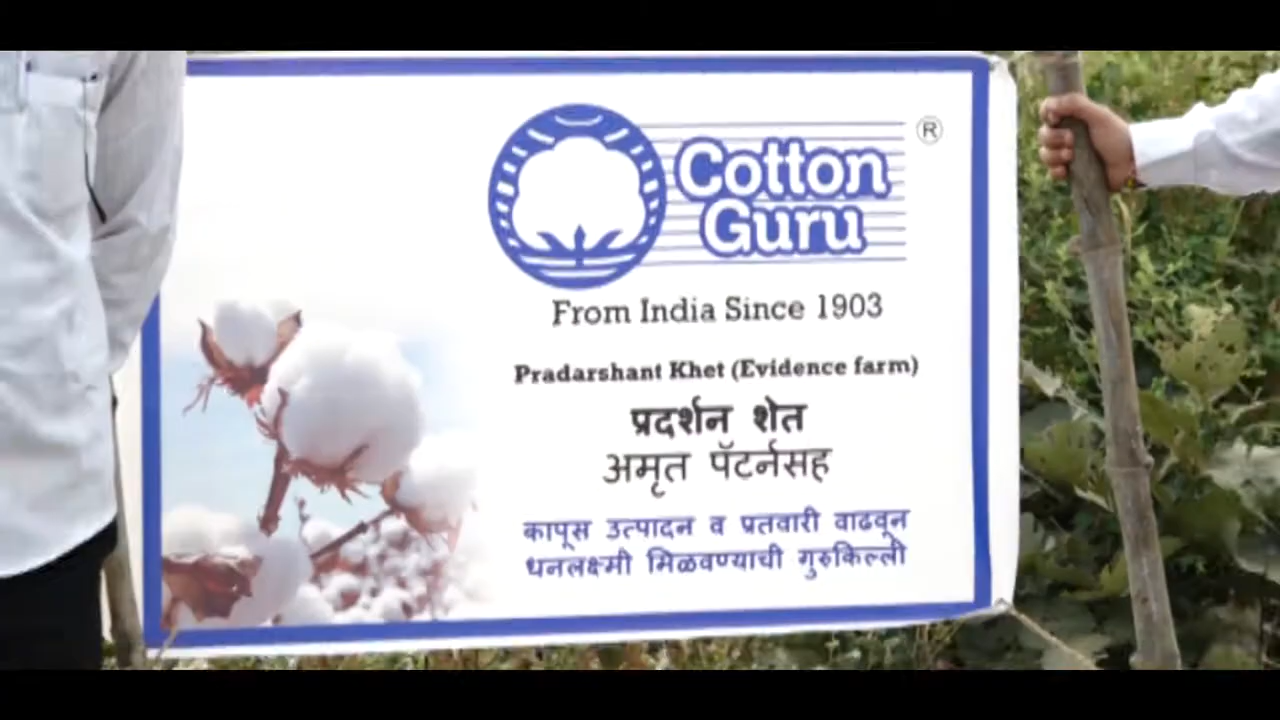 Cotton
Guru
®
From India Since 1903
Pradarshant Khet (Evidence farm)
प्रदर्शन शेत
अमृत पॅटर्नसह
कापूस उत्पादन व प्रतवारी वाढवून
धनलक्ष्मी मिळवण्याची गुरुकिल्ली